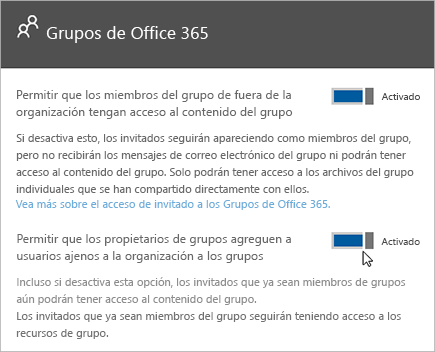 Grupos de Office 365
Permitir que los miembros del grupo de fuera de la
organización tengan acceso al contenido del grupo
Activado
Si desactiva esto, los invitados seguirán apareciendo como miembros del grupo,
pero no recibirán los mensajes de correo electrónico del grupo ni podrán tener
acceso al contenido del grupo. Solo podrán tener acceso a los archivos del grupo
individuales que se han compartido directamente con ellos.
Vea más sobre el acceso de invitado a los Grupos de Office 365.
Permitir que los propietarios de grupos agreguen a
usuarios ajenos a la organización a los grupos
Activado
Incluso si desactiva esta opción, los invitados que ya sean miembros de grupos
aún podrán tener acceso al contenido del grupo.
Los invitados que ya sean miembros del grupo seguirán teniendo acceso a los
recursos de grupo.